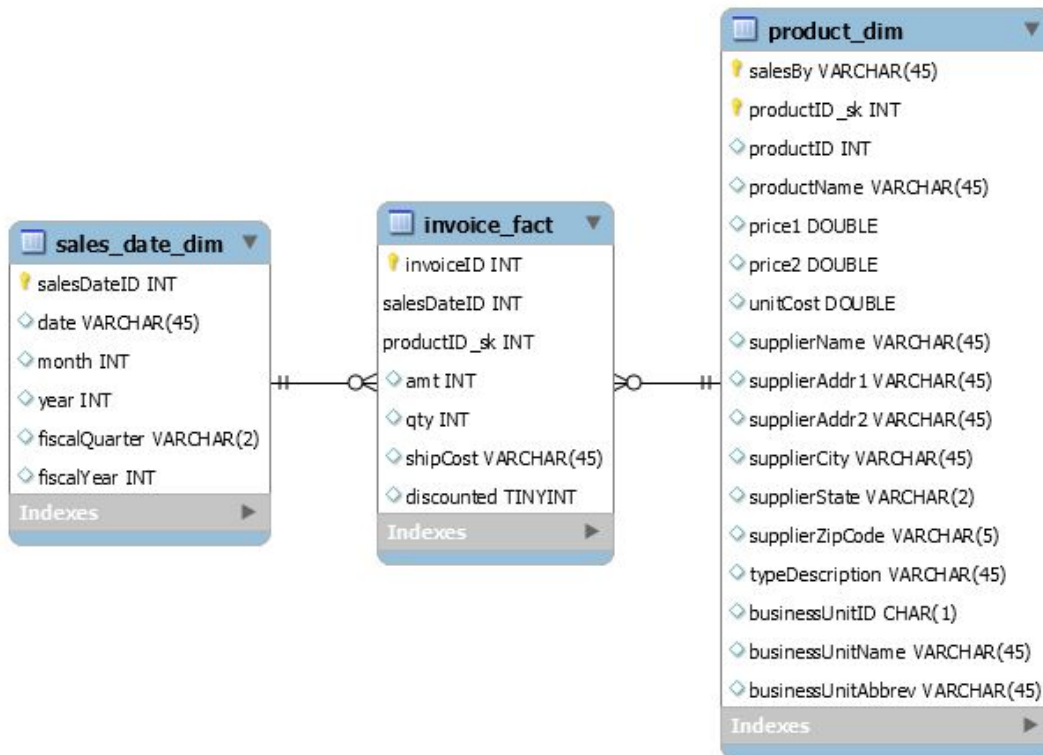 sales_date_dim
salesDateID INT
date VARCHAR(45)
month INT
year INT
fiscalQuarter VARCHAR(2)
fiscalYear INT
Indexes
invoice_fact
invoiceID INT
salesDateID INT
productID_sk INT
amt INT
qty INT
shipCost VARCHAR(45)
discounted TINYINT
Indexes
product_dim
salesBy VARCHAR(45)
productID_sk INT
productID INT
productName VARCHAR(45)
price1 DOUBLE
price2 DOUBLE
unitCost DOUBLE
supplierName VARCHAR(45)
supplierAddr1 VARCHAR(45)
supplierAddr2 VARCHAR(45)
supplierCity VARCHAR(45)
supplierState VARCHAR(2)
supplierZipCode VARCHAR(5)
typeDescription VARCHAR(45)
businessUnitID CHAR(1)
businessUnitName VARCHAR(45)
businessUnitAbbrev VARCHAR(45)
Indexes